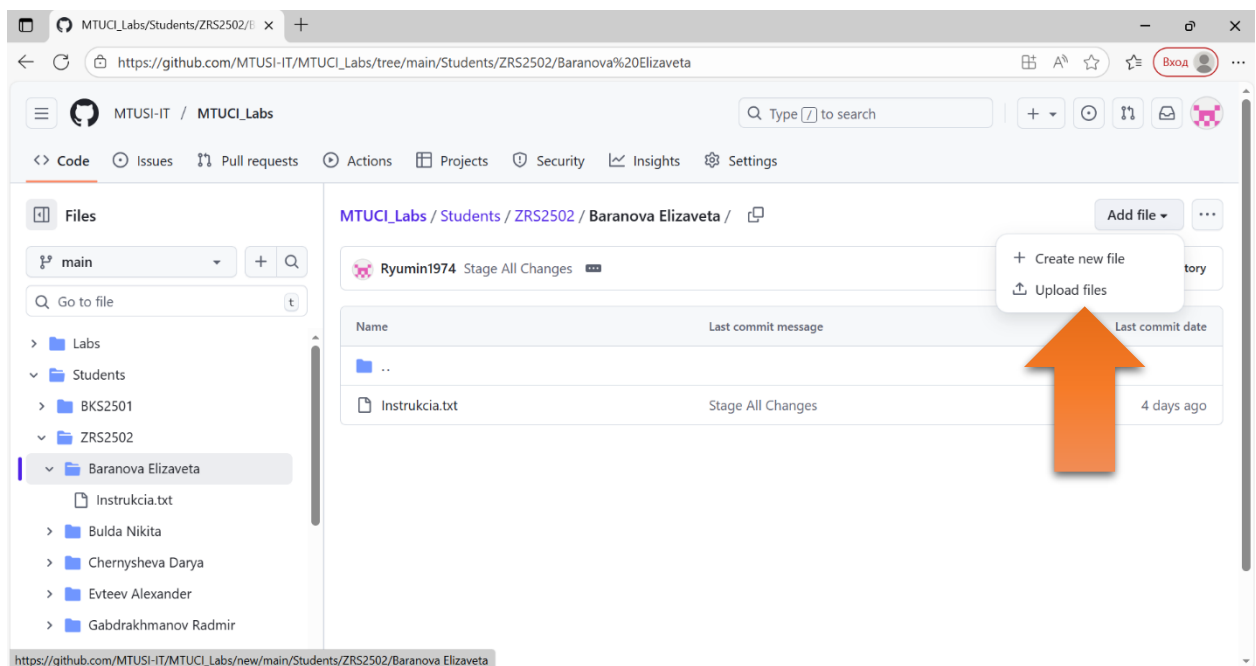 MTUCI_Labs/Students/ZRS2502/B
https://github.com/MTUSI-IT/MTUCI_Labs/tree/main/Students/ZRS2502/Baranova%20Elizaveta
Вход
MTUSI-IT / MTUCI_Labs
Type / to search
Code Issues Pull requests Actions Projects Security Insights Settings
Files
MTUCI_Labs / Students / ZRS2502 / Baranova Elizaveta /
Add file
main
Ryumin1974 Stage All Changes
Create new file
tory
Go to file t
Upload files
Name Last commit message Last commit date
Labs
..
Students
BKS2501
Instrukcia.txt Stage All Changes 4 days ago
ZRS2502
Baranova Elizaveta
Instrukcia.txt
Bulda Nikita
Chernysheva Darya
Evteev Alexander
Gabdrakhmanov Radmir
https://github.com/MTUSI-IT/MTUCI_Labs/new/main/Students/ZRS2502/Baranova Elizaveta